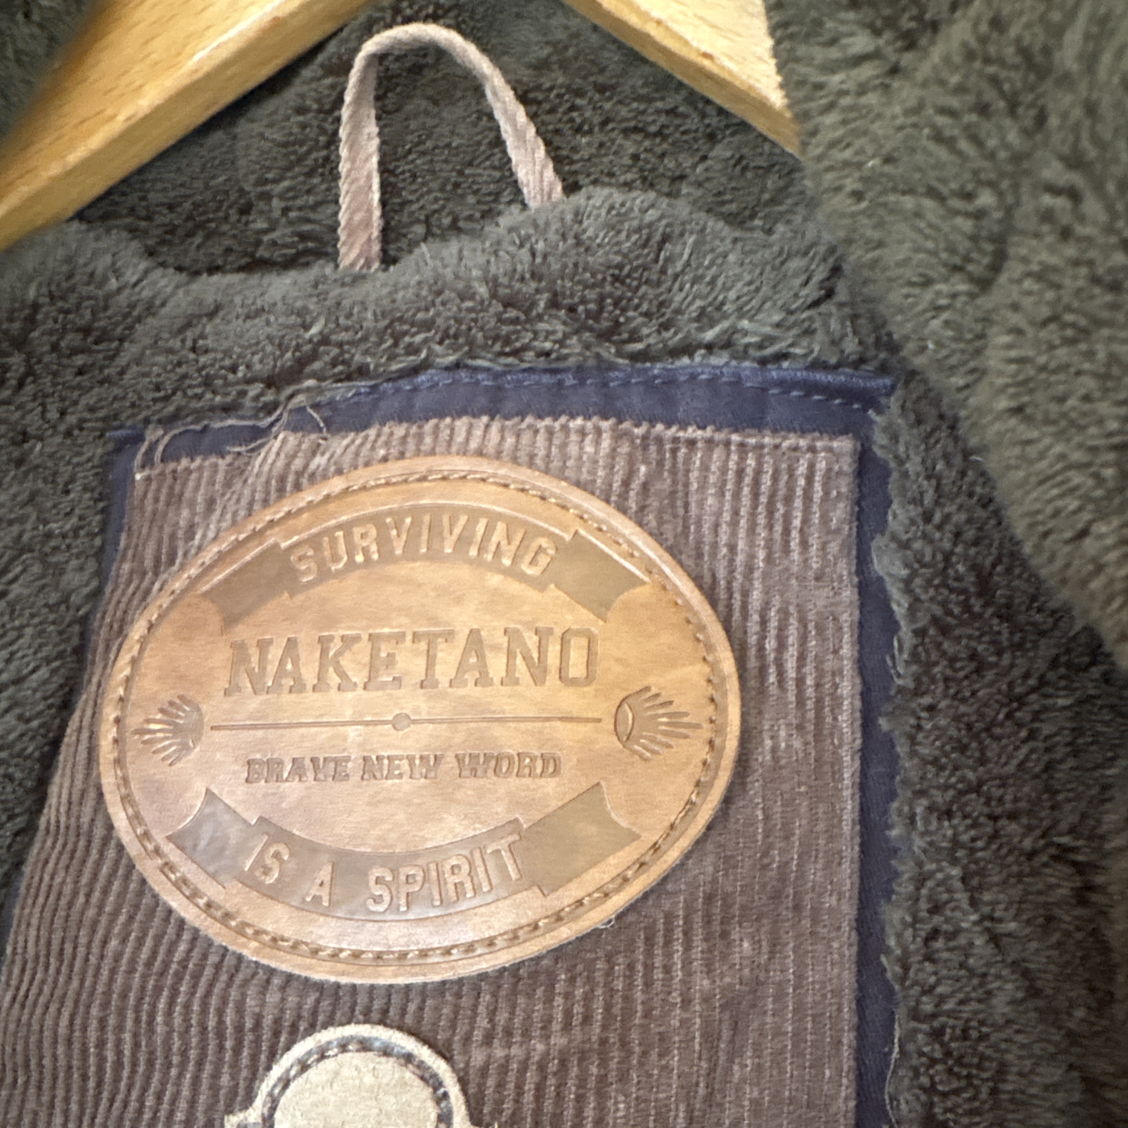 SURVIVING
NAKETANO
BRAVE NEW WORD
IS A SPIRIT